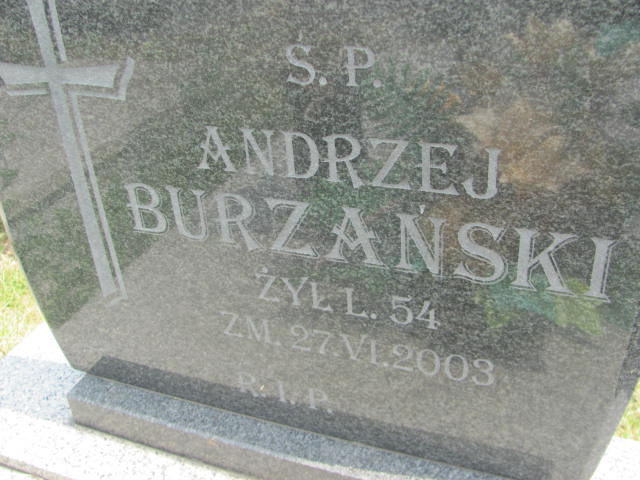 Ś. P.
ANDRZEJ
BURZAŃSKI
ŻYŁ L. 54
ZM. 27.VI.2003
R. I. P.